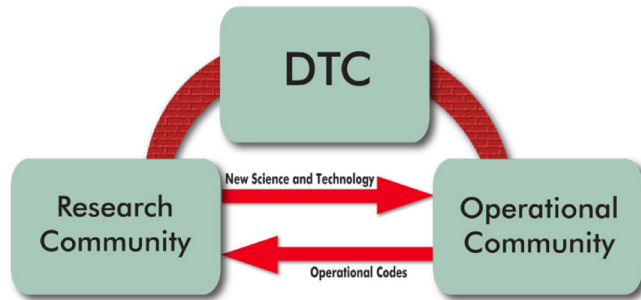 DTC
New Science and Technology
Research
Community
Operational
Community
Operational Codes